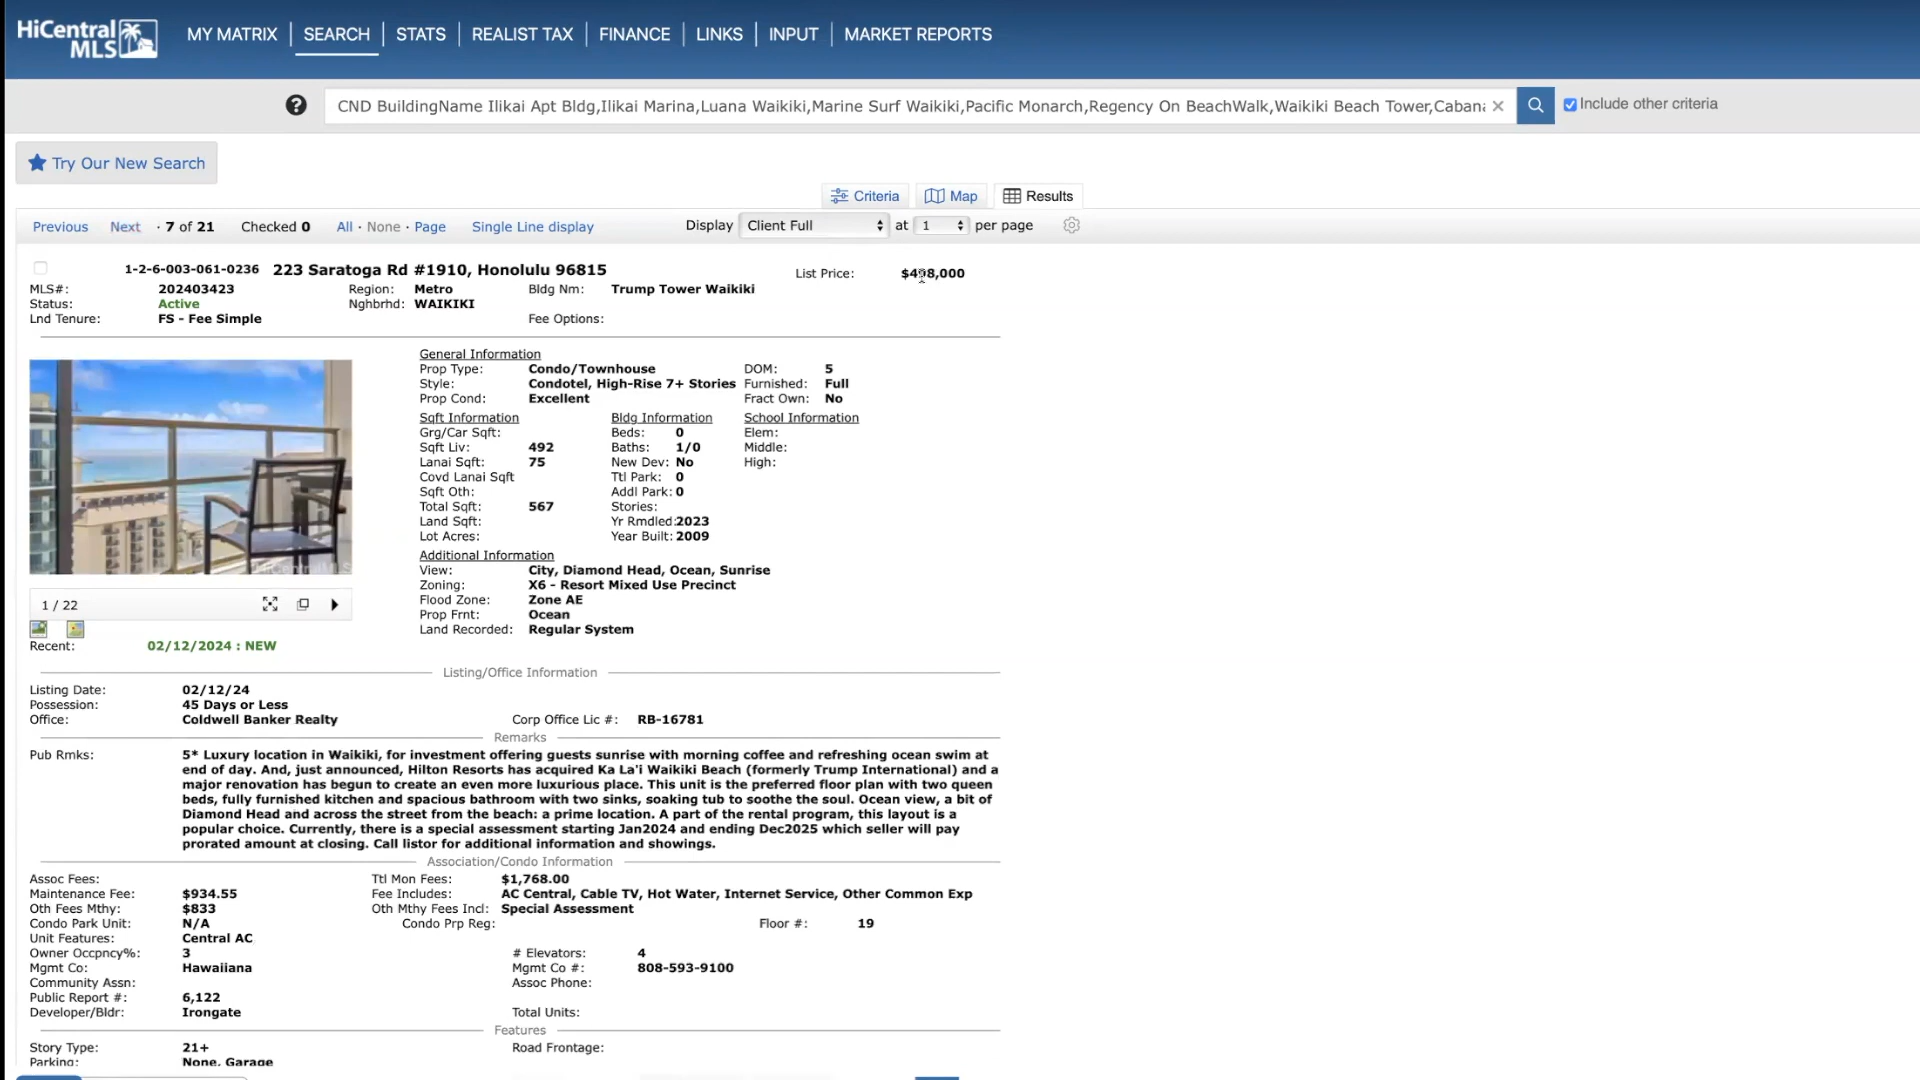 HiCentral MLS
MY MATRIX | SEARCH | STATS | REALIST TAX | FINANCE | LINKS | INPUT | MARKET REPORTS
? CND BuildingName Ilikai Apt Bldg,Ilikai Marina,Luana Waikiki,Marine Surf Waikiki,Pacific Monarch,Regency On BeachWalk,Waikiki Beach Tower,Cabana Include other criteria
Try Our New Search
Criteria Map Results
Previous Next · 7 of 21 Checked 0 All · None · Page Single Line display Display Client Full at 1 per page
1-2-6-003-061-0236 223 Saratoga Rd #1910, Honolulu 96815 List Price: $498,000
MLS#: 202403423 Region: Metro Bldg Nm: Trump Tower Waikiki
Status: Active Nghbrhd: WAIKIKI
Lnd Tenure: FS - Fee Simple Fee Options:
General Information
Prop Type: Condo/Townhouse DOM: 5
Style: Condotel, High-Rise 7+ Stories Furnished: Full
Prop Cond: Excellent Fract Own: No
Sqft Information Bldg Information School Information
Grg/Car Sqft: Beds: 0 Elem:
Sqft Liv: 492 Baths: 1/0 Middle:
Lanai Sqft: 75 New Dev: No High:
Covd Lanai Sqft Ttl Park: 0
Sqft Oth: Addl Park: 0
Total Sqft: 567 Stories:
Land Sqft: Yr Rmdled: 2023
Lot Acres: Year Built: 2009
Additional Information
View: City, Diamond Head, Ocean, Sunrise
Zoning: X6 - Resort Mixed Use Precinct
Flood Zone: Zone AE
Prop Frnt: Ocean
Land Recorded: Regular System
HiCentralMLS
1 / 22
Recent: 02/12/2024 : NEW
Listing/Office Information
Listing Date: 02/12/24
Possession: 45 Days or Less
Office: Coldwell Banker Realty Corp Office Lic #: RB-16781
Remarks
Pub Rmks: 5* Luxury location in Waikiki, for investment offering guests sunrise with morning coffee and refreshing ocean swim at
end of day. And, just announced, Hilton Resorts has acquired Ka La'i Waikiki Beach (formerly Trump International) and a
major renovation has begun to create an even more luxurious place. This unit is the preferred floor plan with two queen
beds, fully furnished kitchen and spacious bathroom with two sinks, soaking tub to soothe the soul. Ocean view, a bit of
Diamond Head and across the street from the beach: a prime location. A part of the rental program, this layout is a
popular choice. Currently, there is a special assessment starting Jan2024 and ending Dec2025 which seller will pay
prorated amount at closing. Call listor for additional information and showings.
Association/Condo Information
Assoc Fees: Ttl Mon Fees: $1,768.00
Maintenance Fee: $934.55 Fee Includes: AC Central, Cable TV, Hot Water, Internet Service, Other Common Exp
Oth Fees Mthy: $833 Oth Mthy Fees Incl: Special Assessment
Condo Park Unit: N/A Condo Prp Reg: Floor #: 19
Unit Features: Central AC
Owner Occpncy%: 3 # Elevators: 4
Mgmt Co: Hawaiiana Mgmt Co #: 808-593-9100
Community Assn: Assoc Phone:
Public Report #: 6,122
Developer/Bldr: Irongate Total Units:
Features
Story Type: 21+ Road Frontage:
Parking: None, Garage